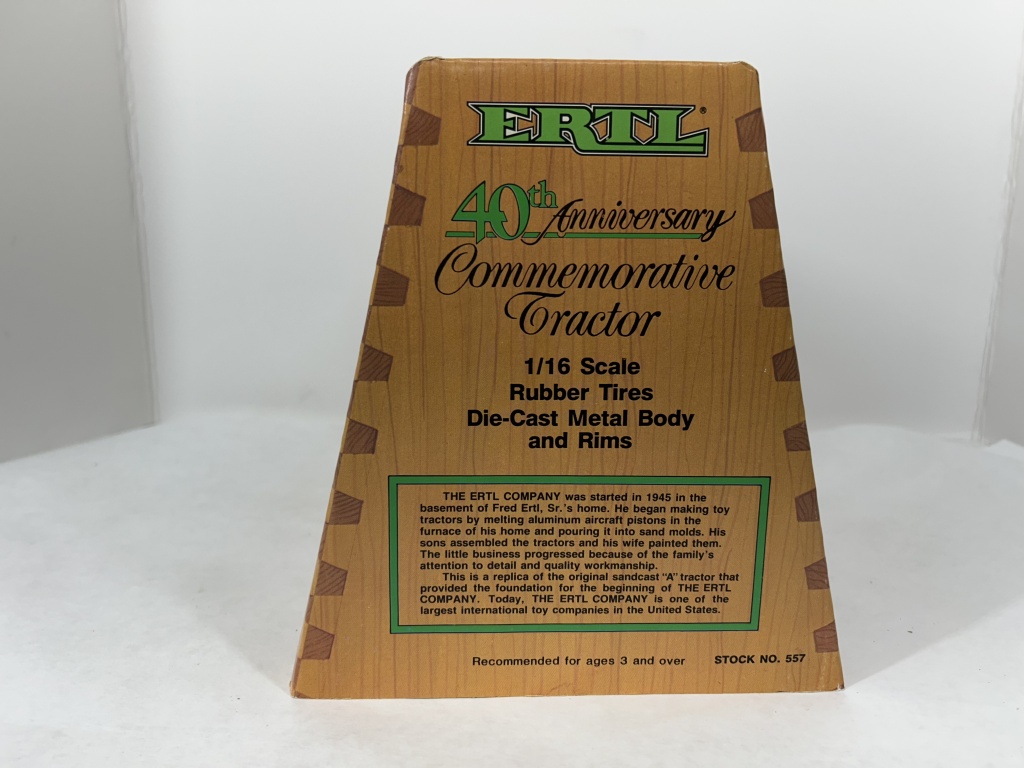 ERTL®
40th Anniversary
Commemorative
Tractor
1/16 Scale
Rubber Tires
Die-Cast Metal Body
and Rims
THE ERTL COMPANY was started in 1945 in the
basement of Fred Ertl, Sr.'s home. He began making toy
tractors by melting aluminum aircraft pistons in the
furnace of his home and pouring it into sand molds. His
sons assembled the tractors and his wife painted them.
The little business progressed because of the family's
attention to detail and quality workmanship.
This is a replica of the original sandcast "A" tractor that
provided the foundation for the beginning of THE ERTL
COMPANY. Today, THE ERTL COMPANY is one of the
largest international toy companies in the United States.
Recommended for ages 3 and over STOCK NO. 557